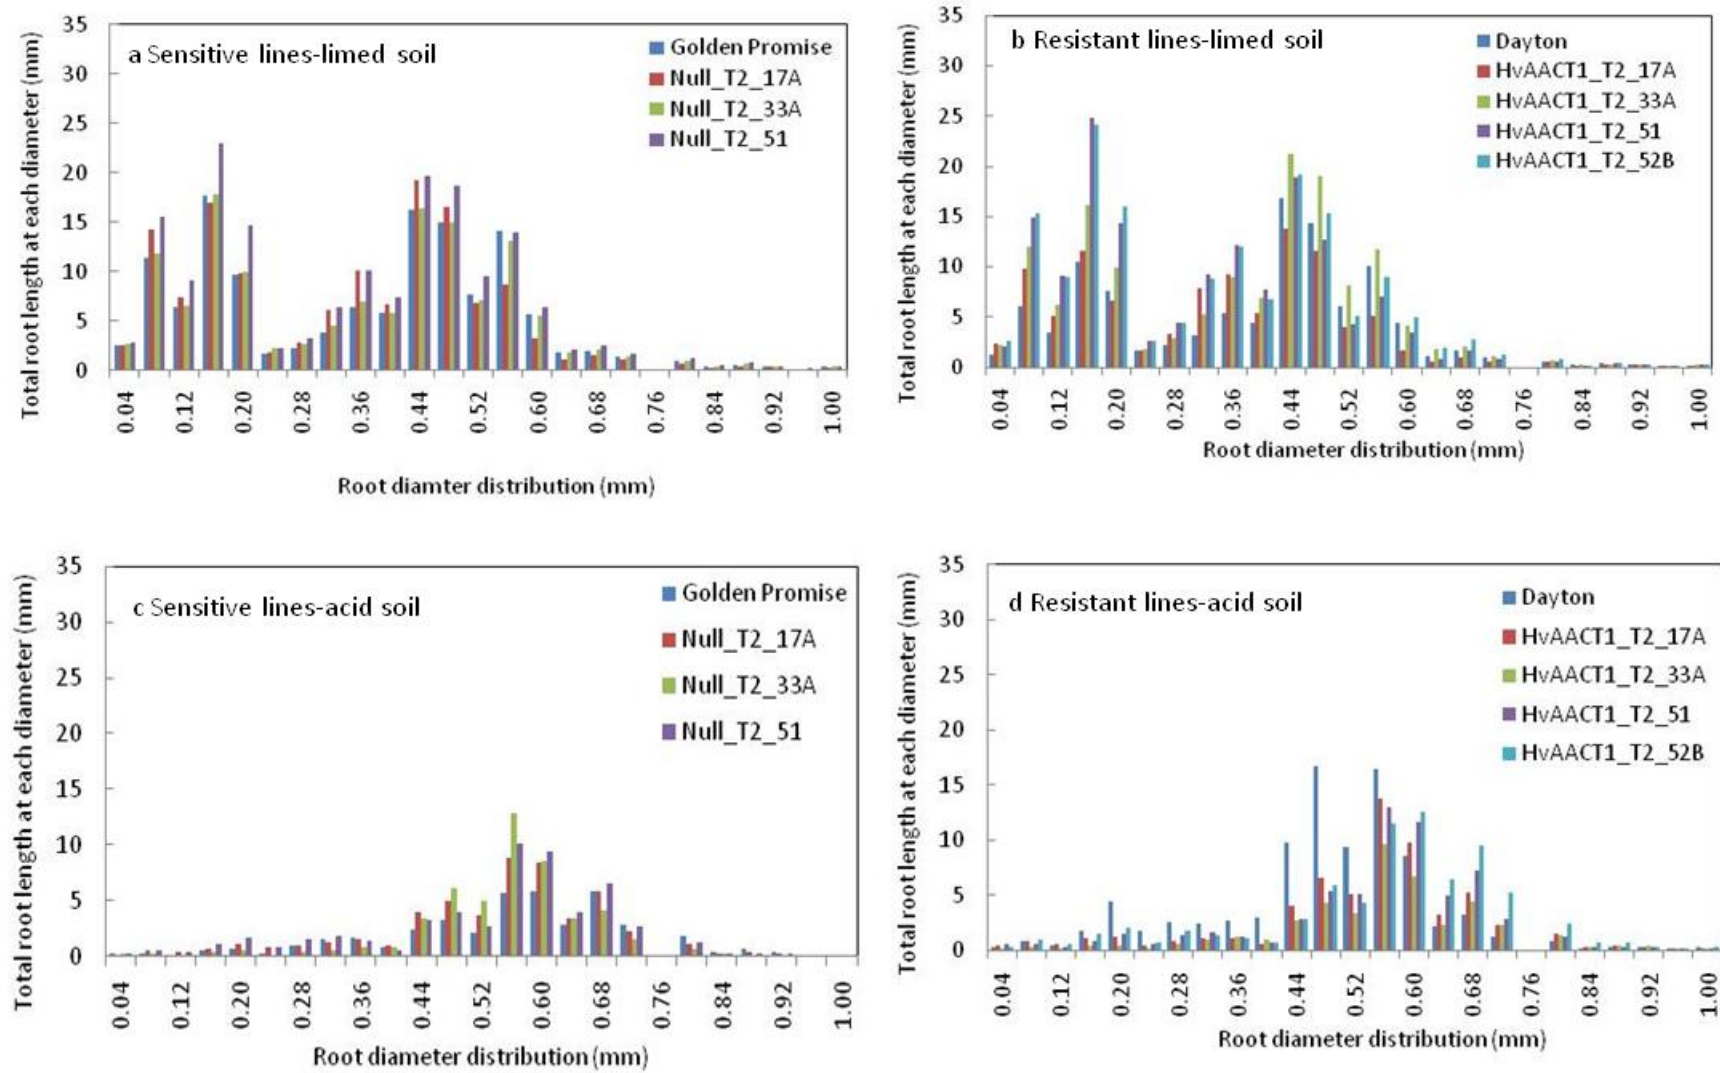 a Sensitive lines-limed soil
Golden Promise
Null_T2_17A
Null_T2_33A
Null_T2_51
Total root length at each diameter (mm)
35
30
25
20
15
10
5
0
0.04 0.12 0.20 0.28 0.36 0.44 0.52 0.60 0.68 0.76 0.84 0.92 1.00
Root diamter distribution (mm)
b Resistant lines-limed soil
Dayton
HvAACT1_T2_17A
HvAACT1_T2_33A
HvAACT1_T2_51
HvAACT1_T2_52B
Total root length at each diameter (mm)
35
30
25
20
15
10
5
0
0.04 0.12 0.20 0.28 0.36 0.44 0.52 0.60 0.68 0.76 0.84 0.92 1.00
Root diameter distribution (mm)
c Sensitive lines-acid soil
Golden Promise
Null_T2_17A
Null_T2_33A
Null_T2_51
Total root length at each diameter (mm)
35
30
25
20
15
10
5
0
0.04 0.12 0.20 0.28 0.36 0.44 0.52 0.60 0.68 0.76 0.84 0.92 1.00
Root diameter distribution (mm)
d Resistant lines-acid soil
Dayton
HvAACT1_T2_17A
HvAACT1_T2_33A
HvAACT1_T2_51
HvAACT1_T2_52B
Total root length at each diameter (mm)
35
30
25
20
15
10
5
0
0.04 0.12 0.20 0.28 0.36 0.44 0.52 0.60 0.68 0.76 0.84 0.92 1.00
Root diameter distribution (mm)